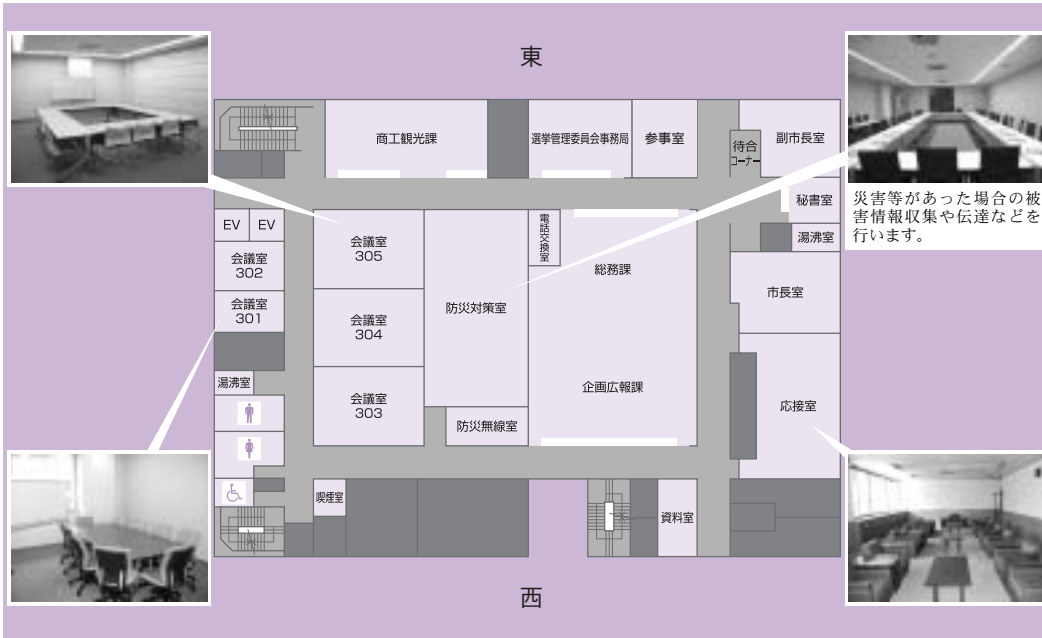 東
商工観光課
選挙管理委員会事務局
参事室
待合
コーナー
副市長室
秘書室
湯沸室
災害等があった場合の被
害情報収集や伝達などを
行います。
EV
EV
会議室
302
会議室
301
会議室
305
会議室
304
会議室
303
防災対策室
電話交換室
総務課
企画広報課
防災無線室
市長室
応接室
湯沸室
喫煙室
資料室
西